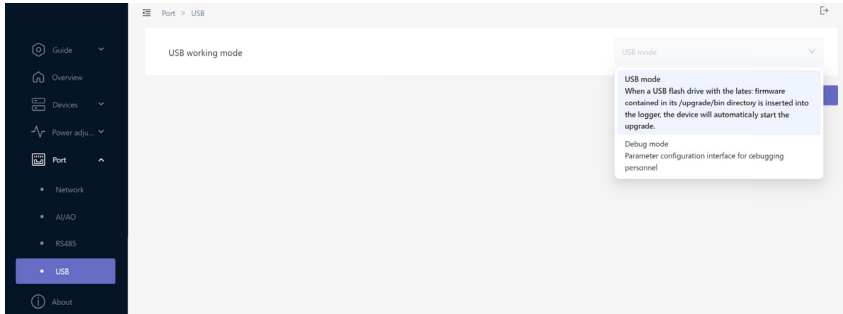 Port > USB
Guide
Overview
Devices
Power adju...
Port
Network
AI/AO
RS485
USB
About
USB working mode
USB mode
USB mode
When a USB flash drive with the lates: firmware
contained in its /upgrade/bin directory is inserted into
the logger, the device will automaticaly start the
upgrade.
Debug mode
Parameter configuration interface for cebugging
personnel